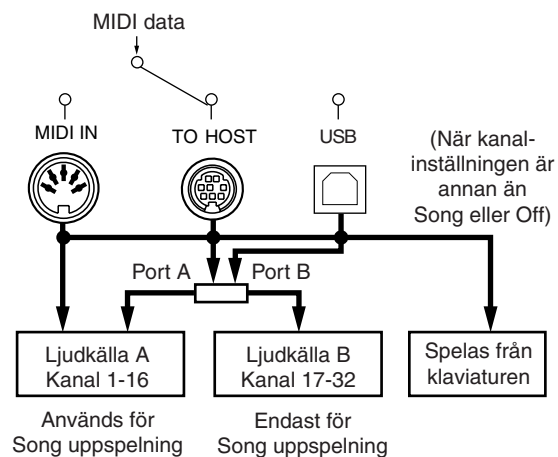 MIDI data
MIDI IN
TO HOST
USB
(När kanal-
inställningen är
annan än
Song eller Off)
Port A
Port B
Ljudkälla A
Kanal 1-16
Ljudkälla B
Kanal 17-32
Spelas från
klaviaturen
Används för
Song uppspelning
Endast för
Song uppspelning